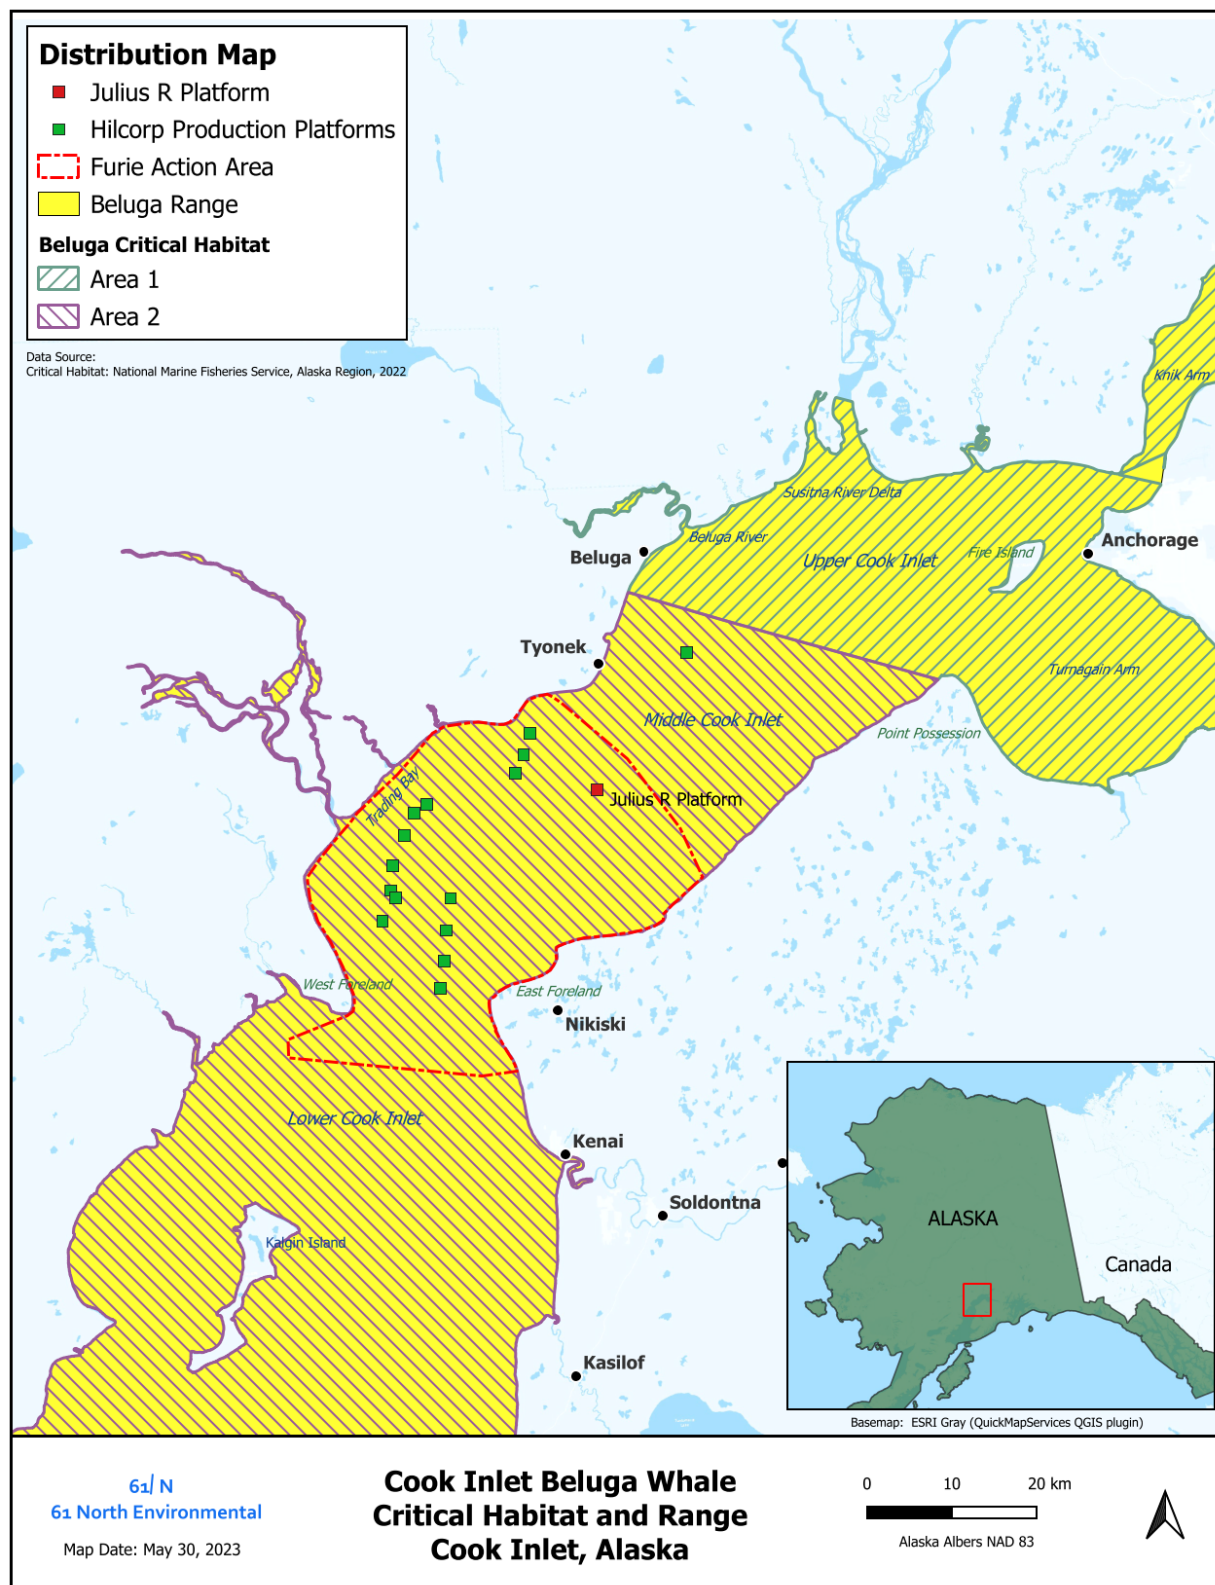 Distribution Map
Julius R Platform
Hilcorp Production Platforms
Furie Action Area
Beluga Range
Beluga Critical Habitat
Area 1
Area 2
Data Source:
Critical Habitat: National Marine Fisheries Service, Alaska Region, 2022
Knik Arm
Susitna River Delta
Beluga River
Beluga
Upper Cook Inlet
Fire Island
Anchorage
Tyonek
Turnagain Arm
Middle Cook Inlet
Point Possession
Trading Bay
Julius R Platform
West Foreland
East Foreland
Nikiski
Lower Cook Inlet
Kenai
Soldontna
Kalgin Island
Kasilof
ALASKA
Canada
Basemap: ESRI Gray (QuickMapServices QGIS plugin)
61/ N
61 North Environmental
Map Date: May 30, 2023
Cook Inlet Beluga Whale
Critical Habitat and Range
Cook Inlet, Alaska
0 10 20 km
Alaska Albers NAD 83